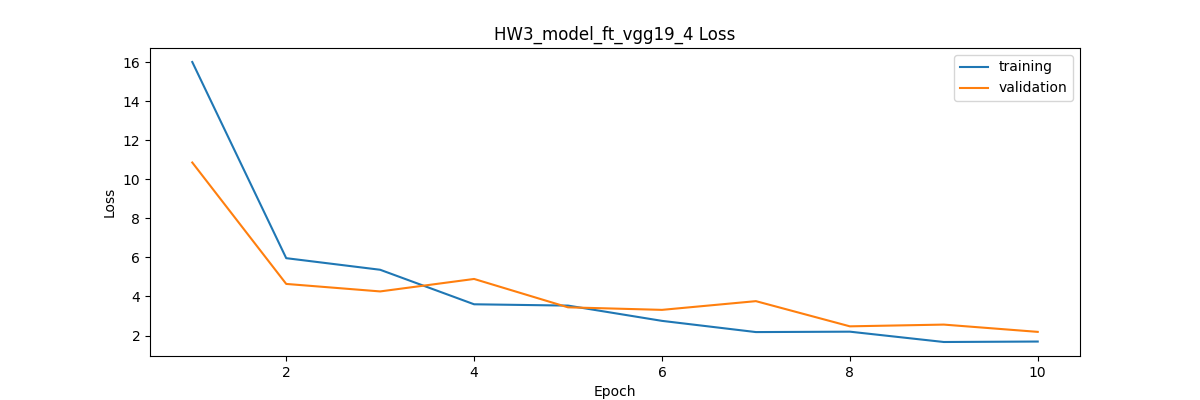 HW3_model_ft_vgg19_4 Loss
training
validation
16
14
12
10
8
6
4
2
Loss
2
4
6
8
10
Epoch